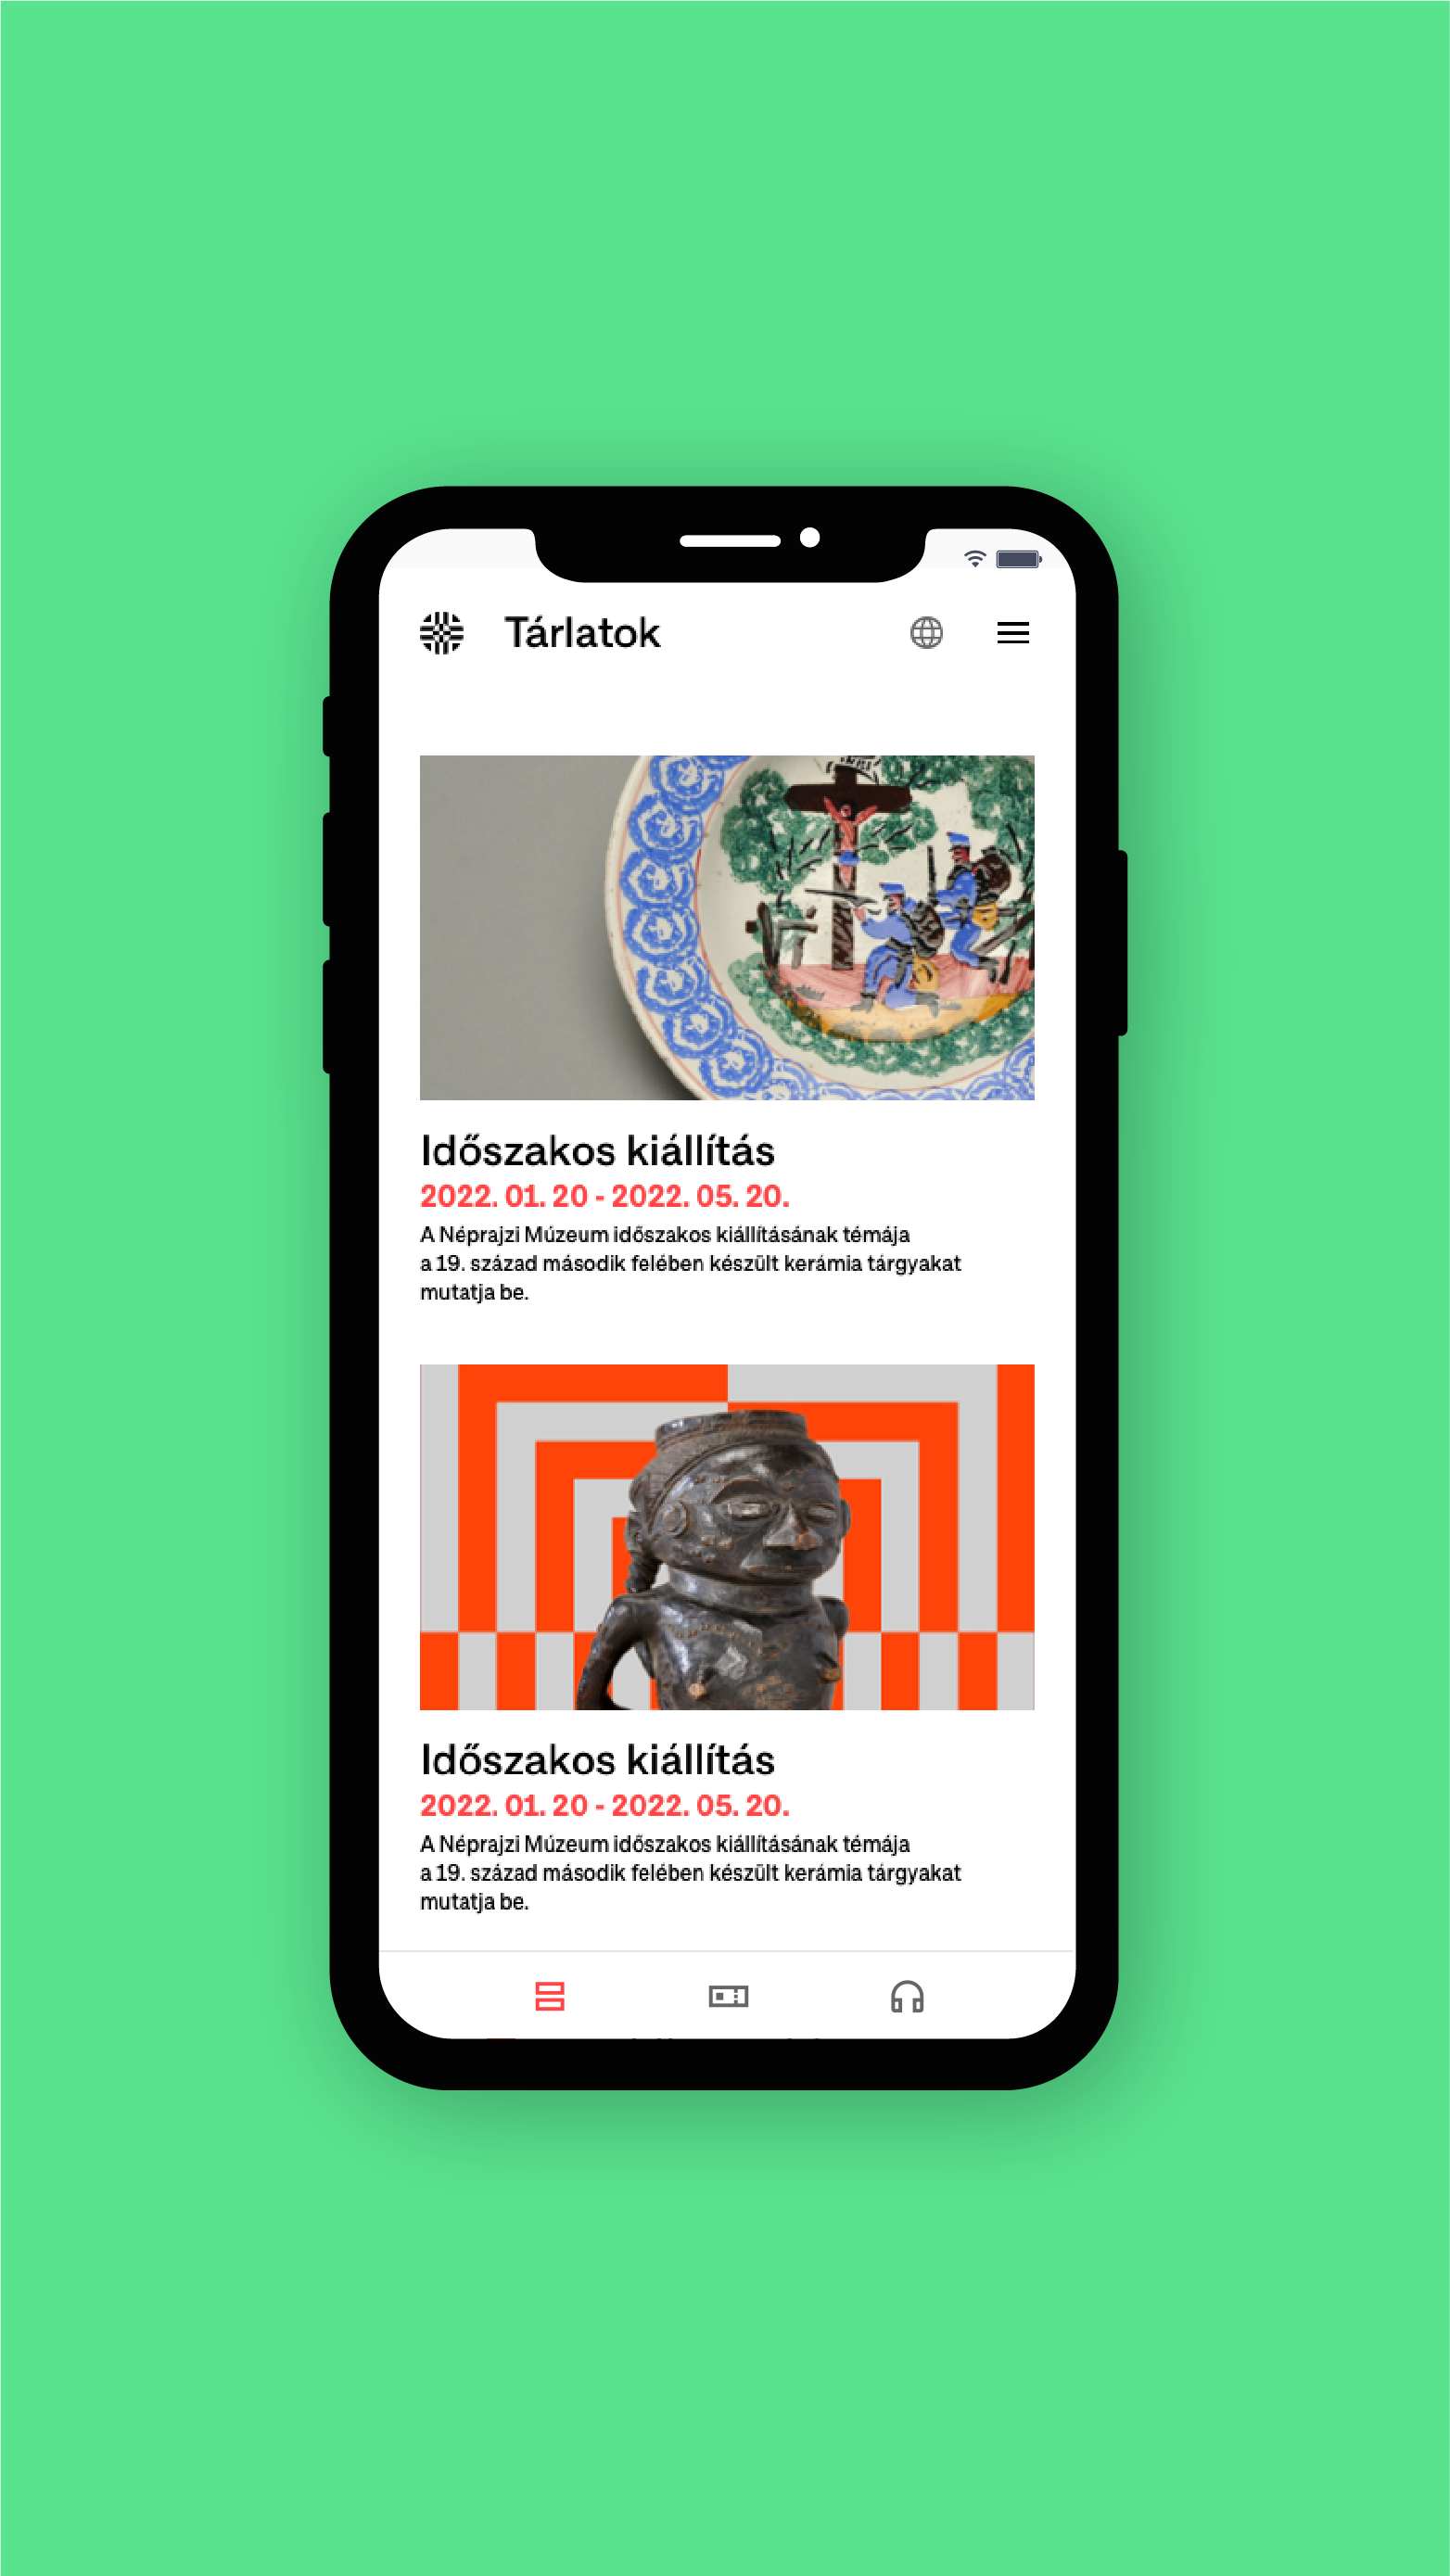 Tárlatok
Időszakos kiállítás
2022. 01. 20 - 2022. 05. 20.
A Néprajzi Múzeum időszakos kiállításának témája
a 19. század második felében készült kerámia tárgyakat
mutatja be.
Időszakos kiállítás
2022. 01. 20 - 2022. 05. 20.
A Néprajzi Múzeum időszakos kiállításának témája
a 19. század második felében készült kerámia tárgyakat
mutatja be.